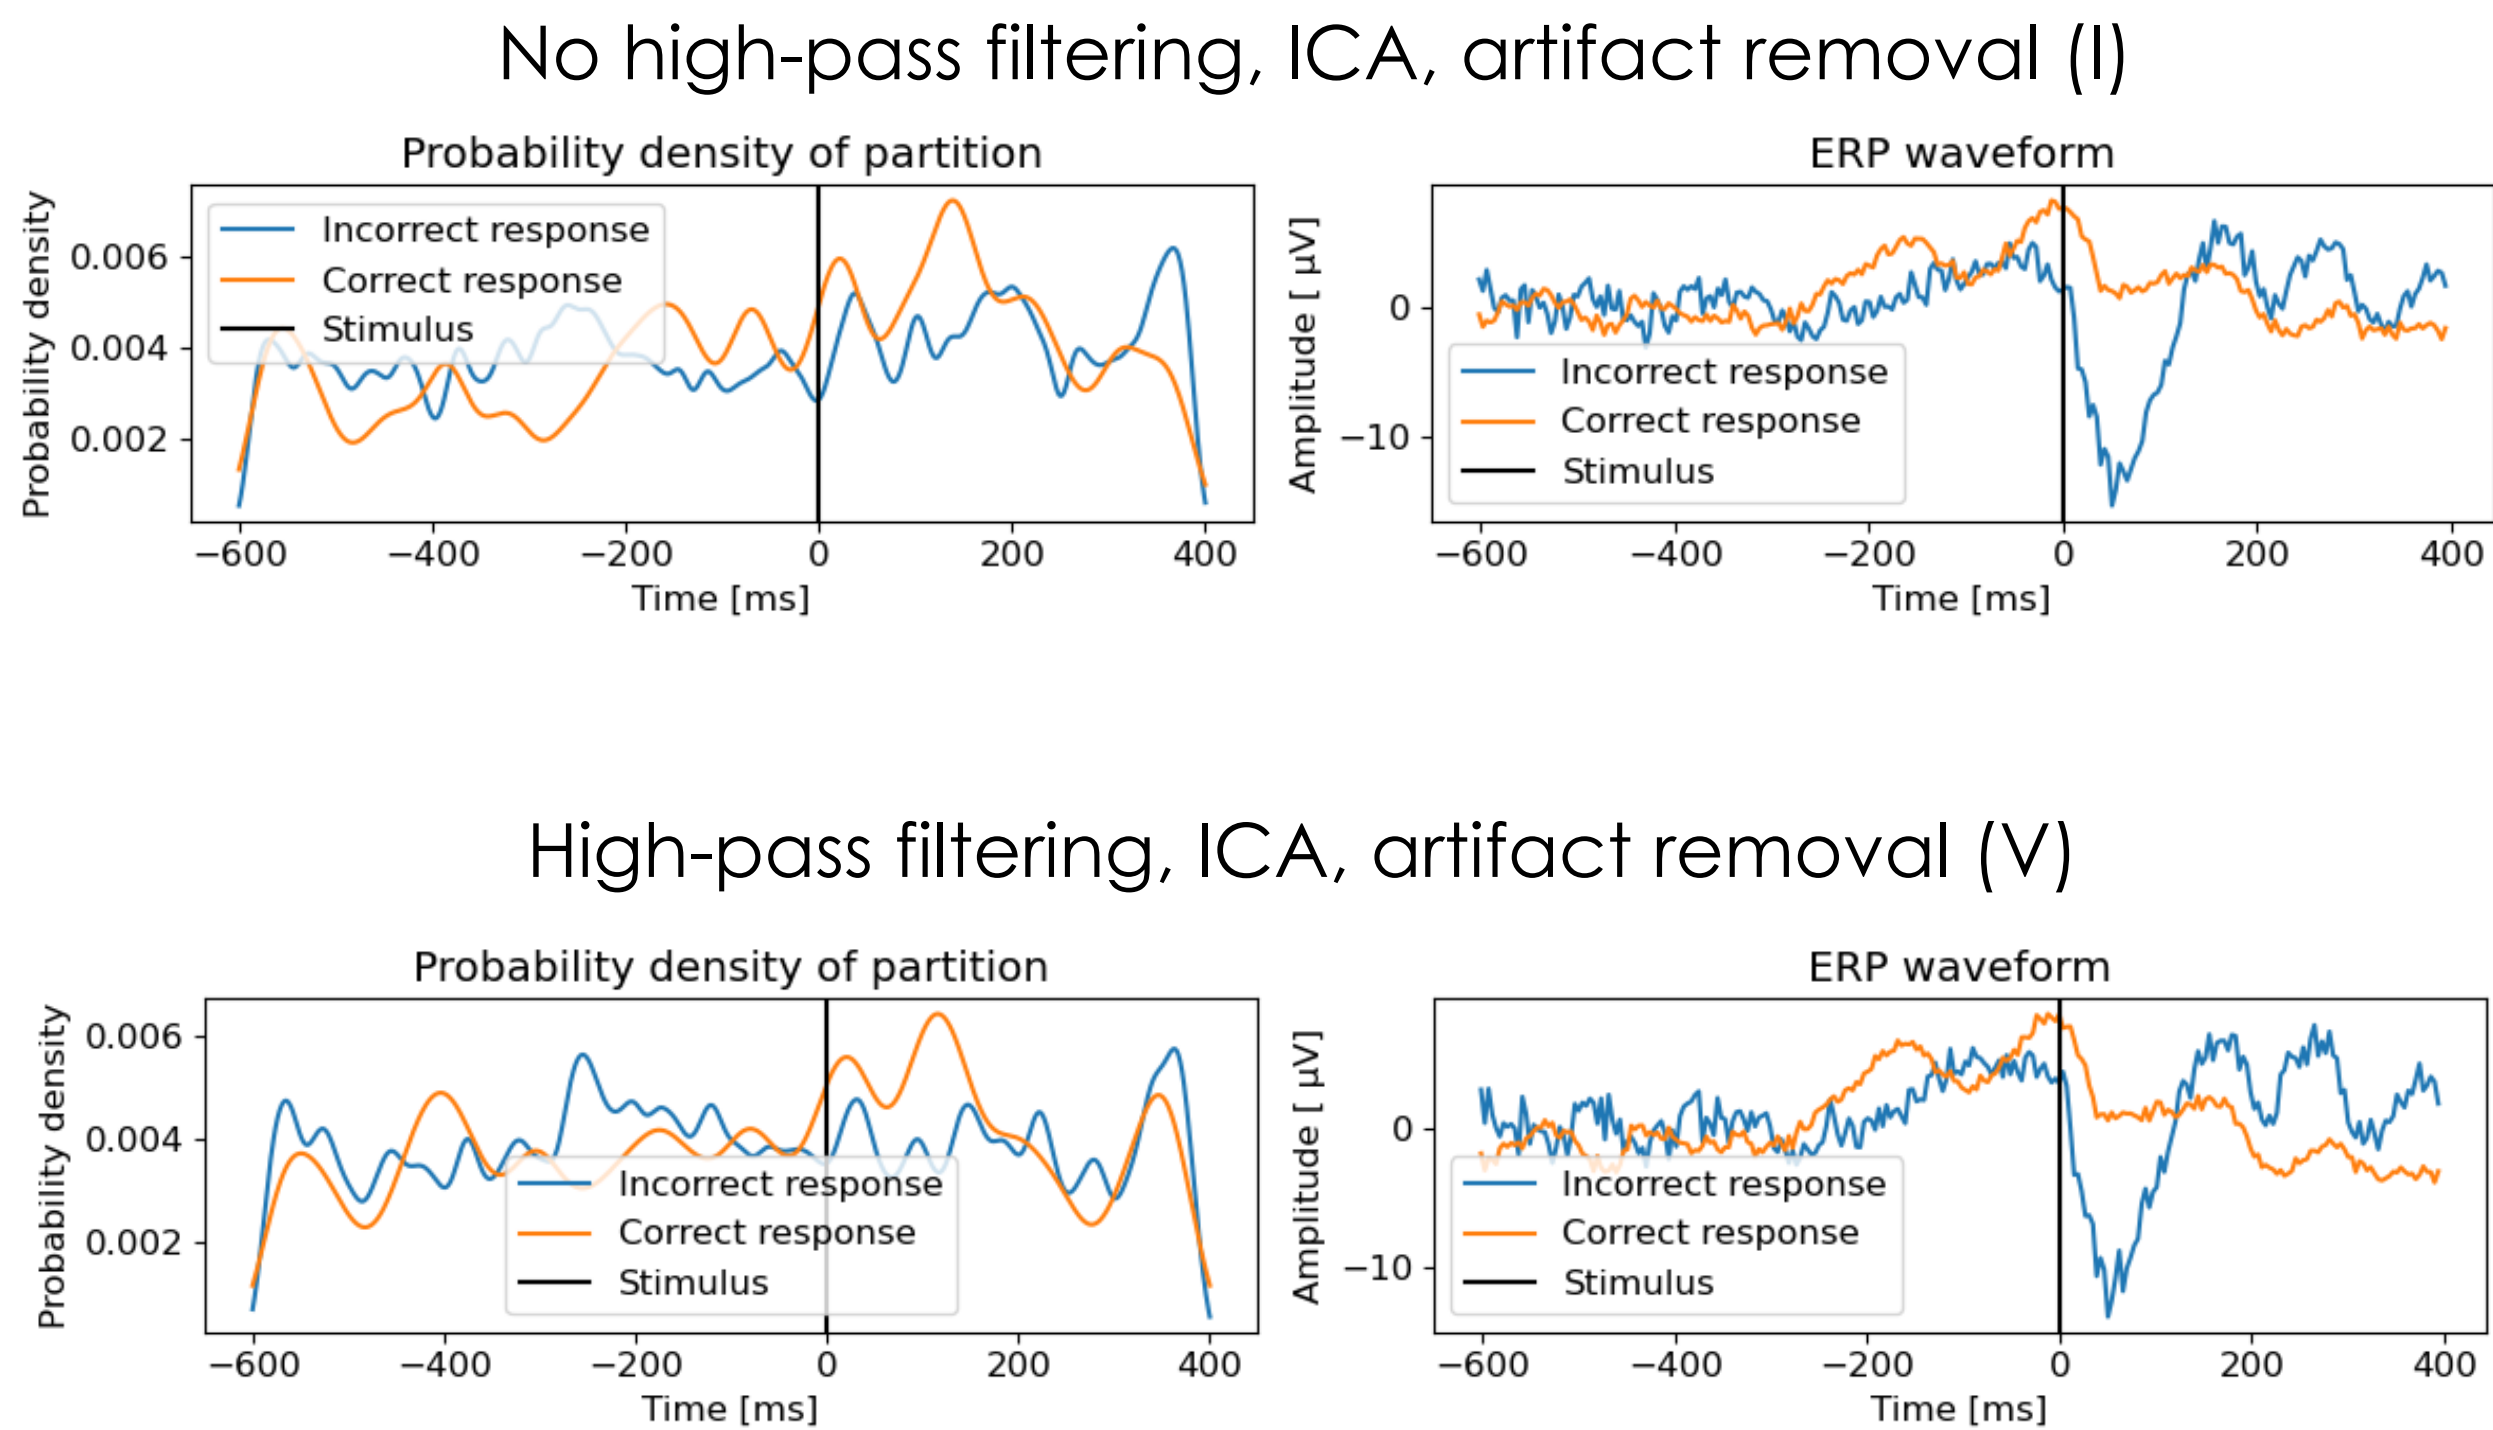 No high-pass filtering, ICA, artifact removal (I)
Probability density of partition
Probability density
0.006
0.004
0.002
Incorrect response
Correct response
Stimulus
−600 −400 −200 0 200 400
Time [ms]
ERP waveform
Amplitude [ μV]
0
−10
Incorrect response
Correct response
Stimulus
−600 −400 −200 0 200 400
Time [ms]
High-pass filtering, ICA, artifact removal (V)
Probability density of partition
Probability density
0.006
0.004
0.002
Incorrect response
Correct response
Stimulus
−600 −400 −200 0 200 400
Time [ms]
ERP waveform
Amplitude [ μV]
0
−10
Incorrect response
Correct response
Stimulus
−600 −400 −200 0 200 400
Time [ms]